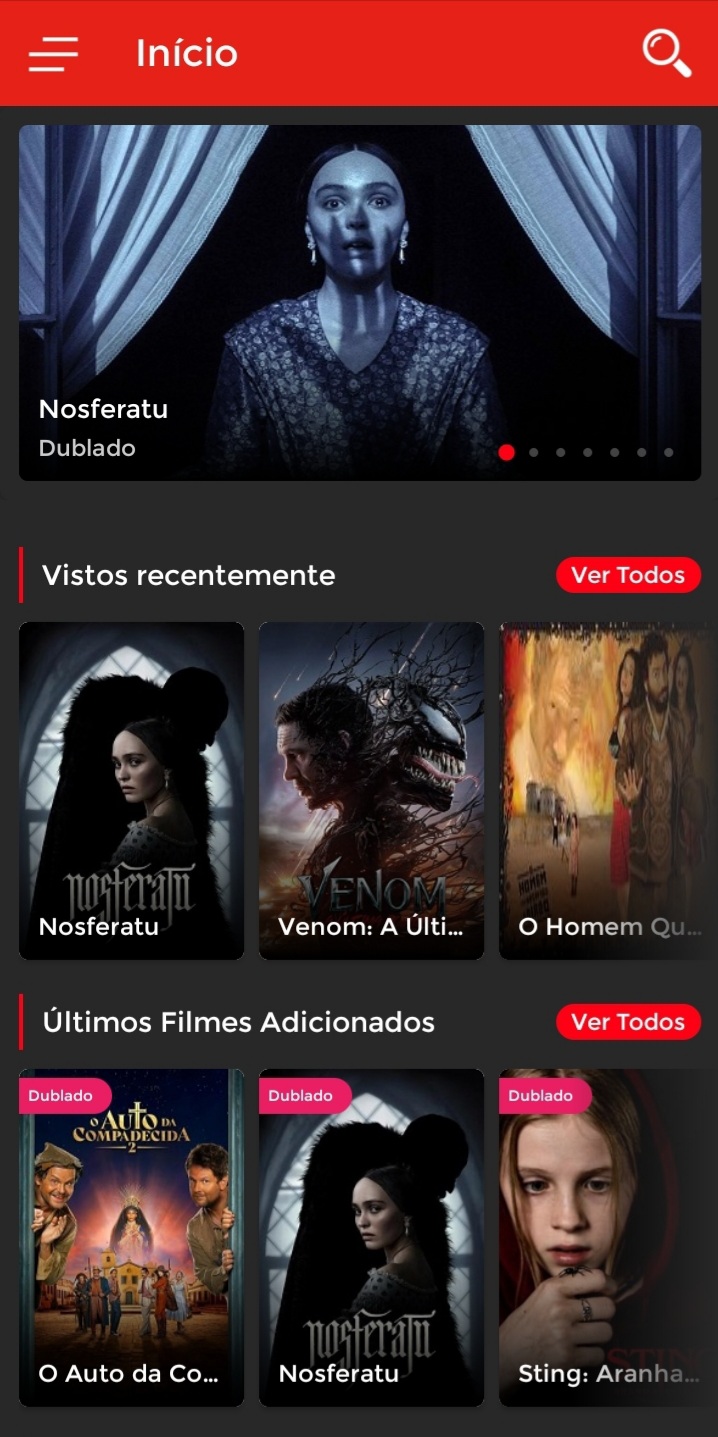 Início
Nosferatu
Dublado
Vistos recentemente
Ver Todos
nosferatu
Nosferatu
VENOM
Venom: A Últi...
HOMEM
O Homem Qu...
Últimos Filmes Adicionados
Ver Todos
Dublado
O AUTO DA
COMPADECIDA
2
O Auto da Co...
Dublado
nosferatu
Nosferatu
Dublado
STING
Sting: Aranha...